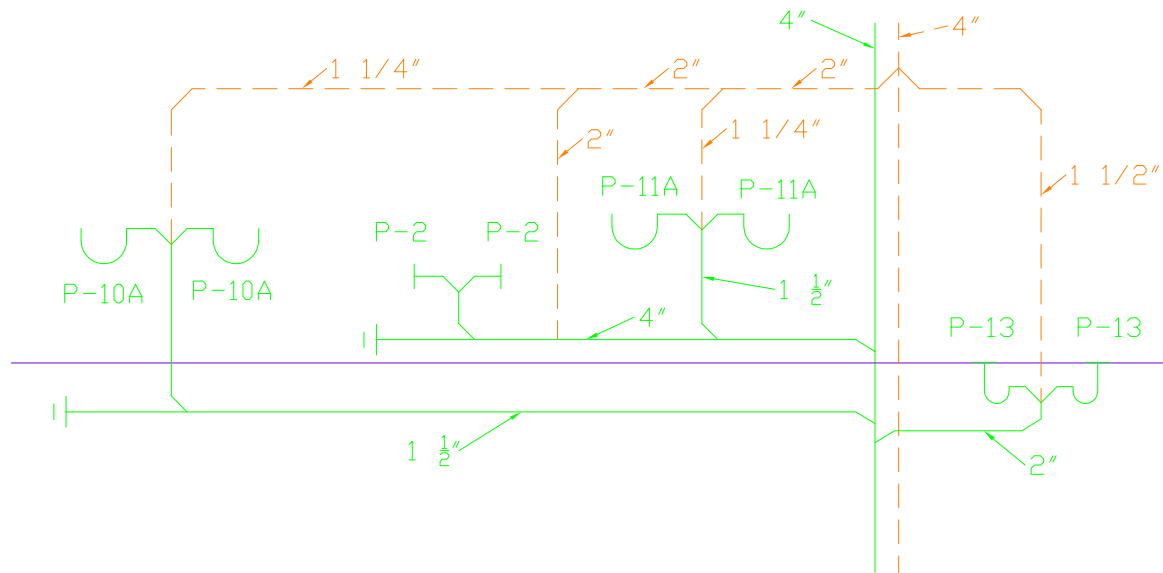 4" 4"
1 1/4" 2" 2"
2" 1 1/4"
1 1/2"
P-11A P-11A
P-2 P-2
P-10A P-10A
1 1/2"
4"
P-13 P-13
1 1/2"
2"